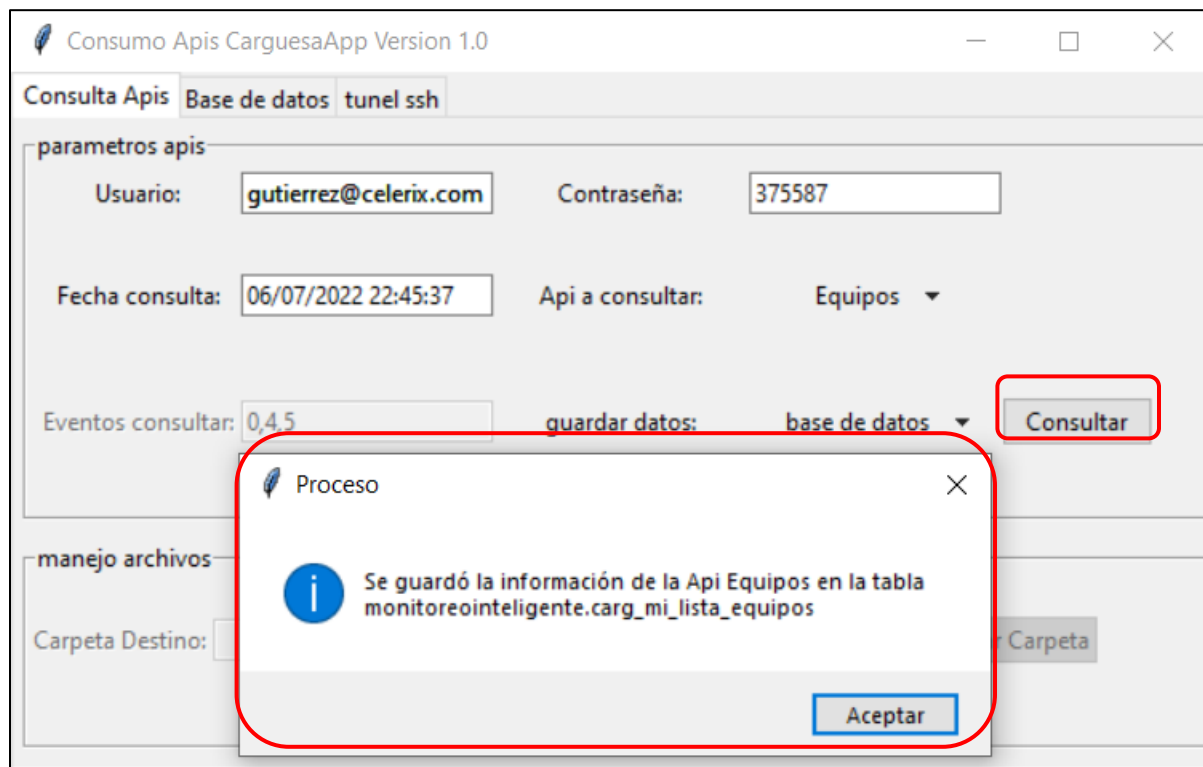 Consumo Apis CarguesaApp Version 1.0
Consulta Apis Base de datos tunel ssh
parametros apis
Usuario: gutierrez@celerix.com Contraseña: 375587
Fecha consulta: 06/07/2022 22:45:37 Api a consultar: Equipos
Eventos consultar: 0,4,5 guardar datos: base de datos Consultar
Proceso
manejo archivos
Se guardó la información de la Api Equipos en la tabla
monitoreointeligente.carg_mi_lista_equipos
Carpeta Destino: Carpeta
Aceptar